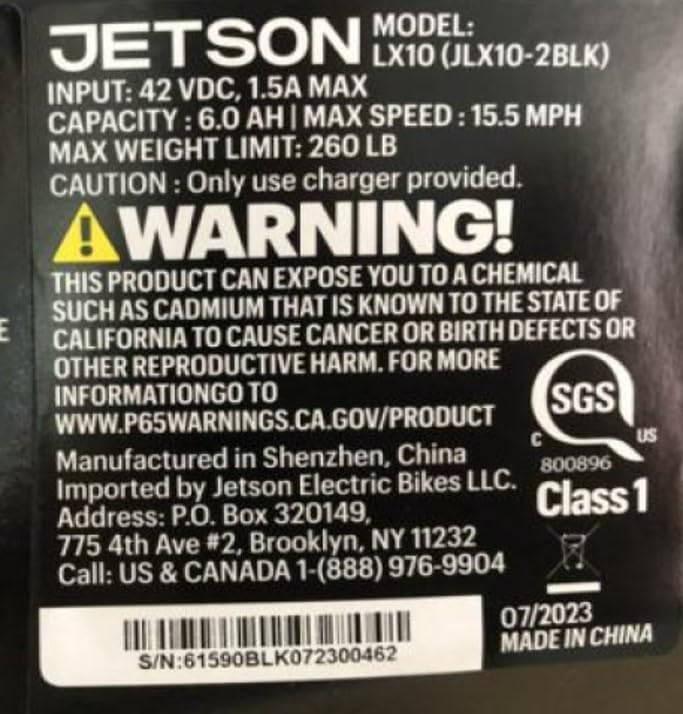 JETSON
MODEL:
LX10 (JLX10-2BLK)
INPUT: 42 VDC, 1.5A MAX
CAPACITY : 6.0 AH | MAX SPEED : 15.5 MPH
MAX WEIGHT LIMIT: 260 LB
CAUTION : Only use charger provided.
WARNING!
THIS PRODUCT CAN EXPOSE YOU TO A CHEMICAL
SUCH AS CADMIUM THAT IS KNOWN TO THE STATE OF
CALIFORNIA TO CAUSE CANCER OR BIRTH DEFECTS OR
OTHER REPRODUCTIVE HARM. FOR MORE
INFORMATIONGO TO
WWW.P65WARNINGS.CA.GOV/PRODUCT
SGS
C US
800896
Class 1
Manufactured in Shenzhen, China
Imported by Jetson Electric Bikes LLC.
Address: P.O. Box 320149,
775 4th Ave #2, Brooklyn, NY 11232
Call: US & CANADA 1-(888) 976-9904
07/2023
MADE IN CHINA
S/N:61590BLK072300462
E